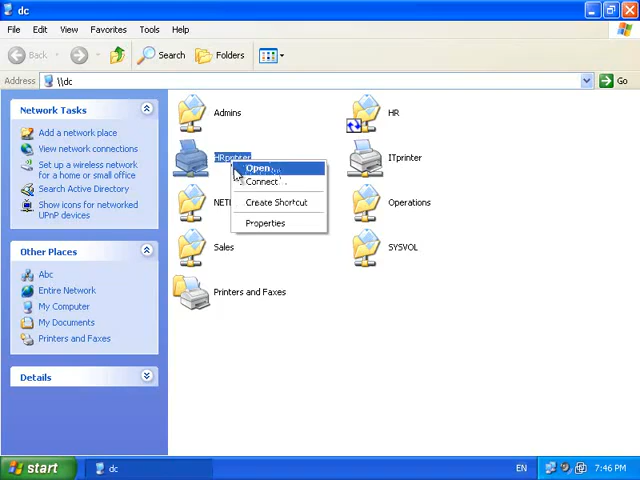 dc
File Edit View Favorites Tools Help
Back Search Folders
Address \\dc Go
Network Tasks
Add a network place
View network connections
Set up a wireless network
for a home or small office
Search Active Directory
Show icons for networked
UPnP devices
Other Places
Abc
Entire Network
My Computer
My Documents
Printers and Faxes
Details
Admins HR
HRprinter ITprinter
Operations
Sales SYSVOL
Printers and Faxes
Open
Connect...
Create Shortcut
Properties
start dc EN 7:46 PM